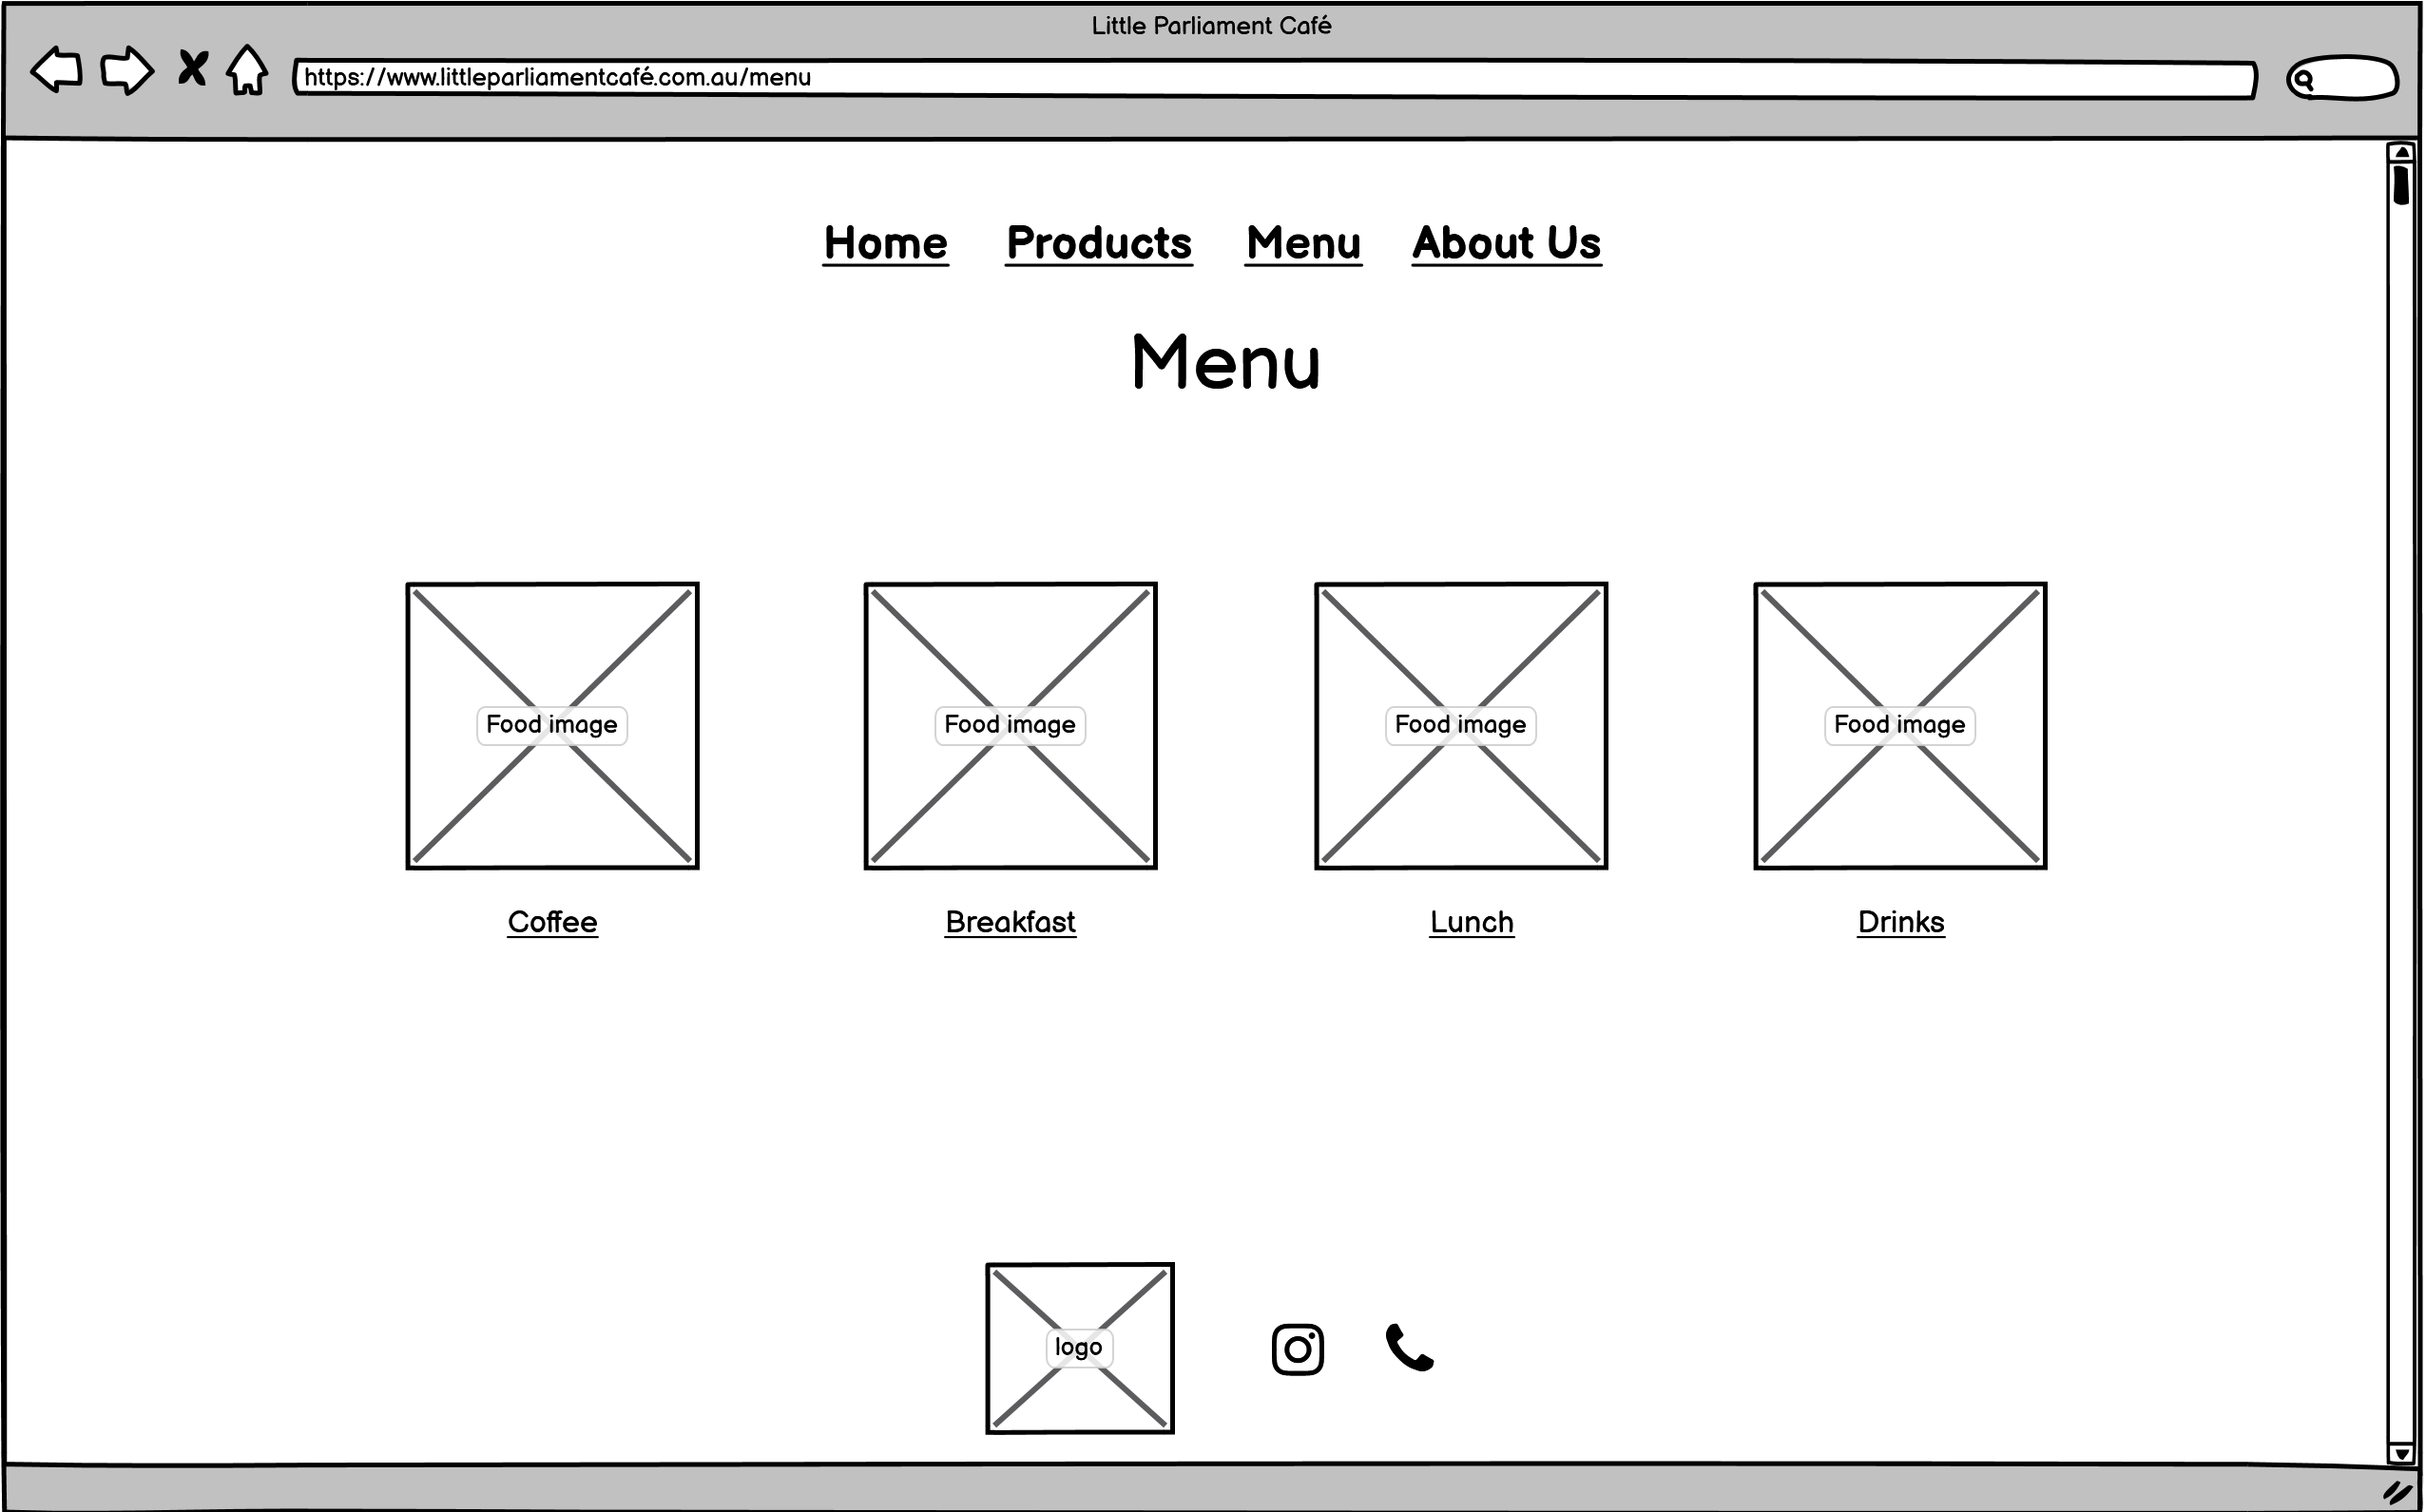 Little Parliament Café
https://www.littleparliamentcafé.com.au/menu
Home Products Menu About Us
Menu
Food image Food image Food image Food image
Coffee Breakfast Lunch Drinks
logo